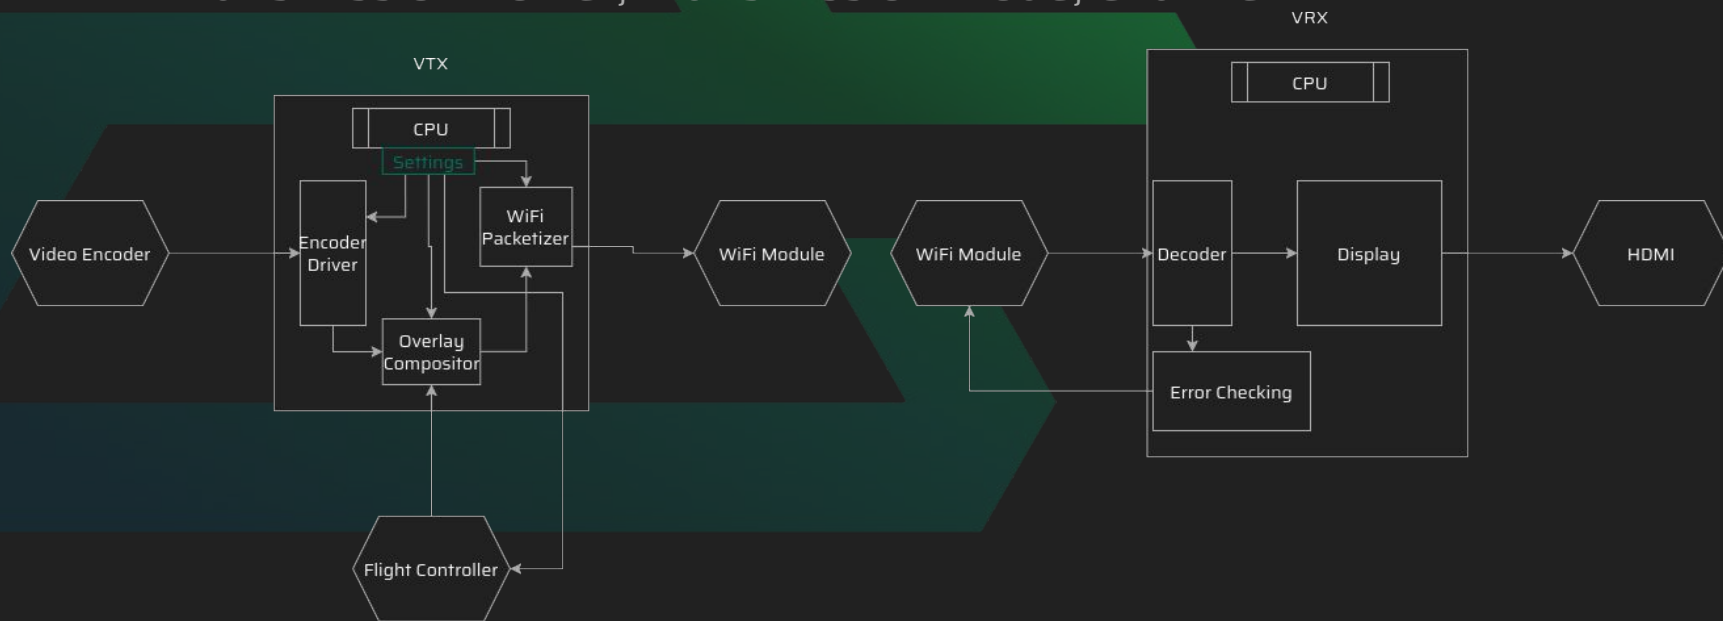 VRX
VTX
CPU
CPU
Settings
WiFi
Packetizer
Encoder
Driver
Video Encoder
WiFi Module
WiFi Module
Decoder
Display
HDMI
Overlay
Compositor
Error Checking
Flight Controller